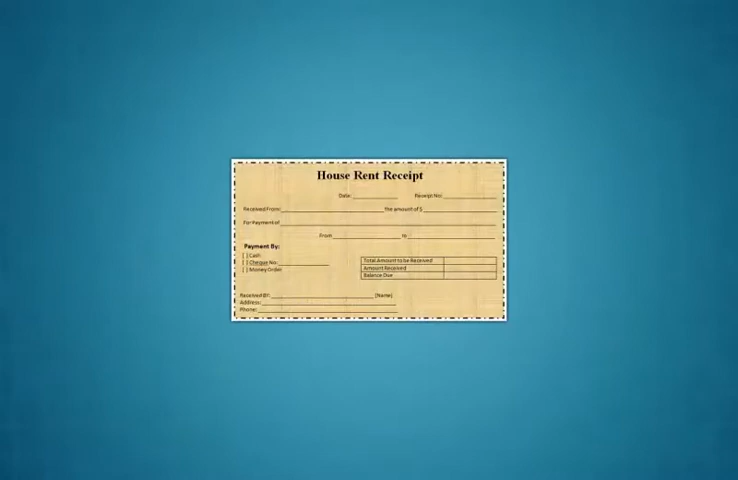 House Rent Receipt
Date: Receipt No:
Received From: the amount of $
For Payment of
From to
Payment By:
[ ] Cash
[ ] Cheque No:
[ ] Money Order
Total Amount to be Received
Amount Received
Balance Due
Received BY: (Name)
Address:
Phone: